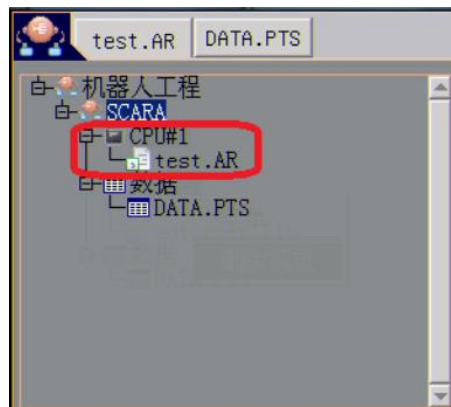 test.AR DATA.PTS
机器人工程
SCARA
CPU#1
test.AR
数据
DATA.PTS